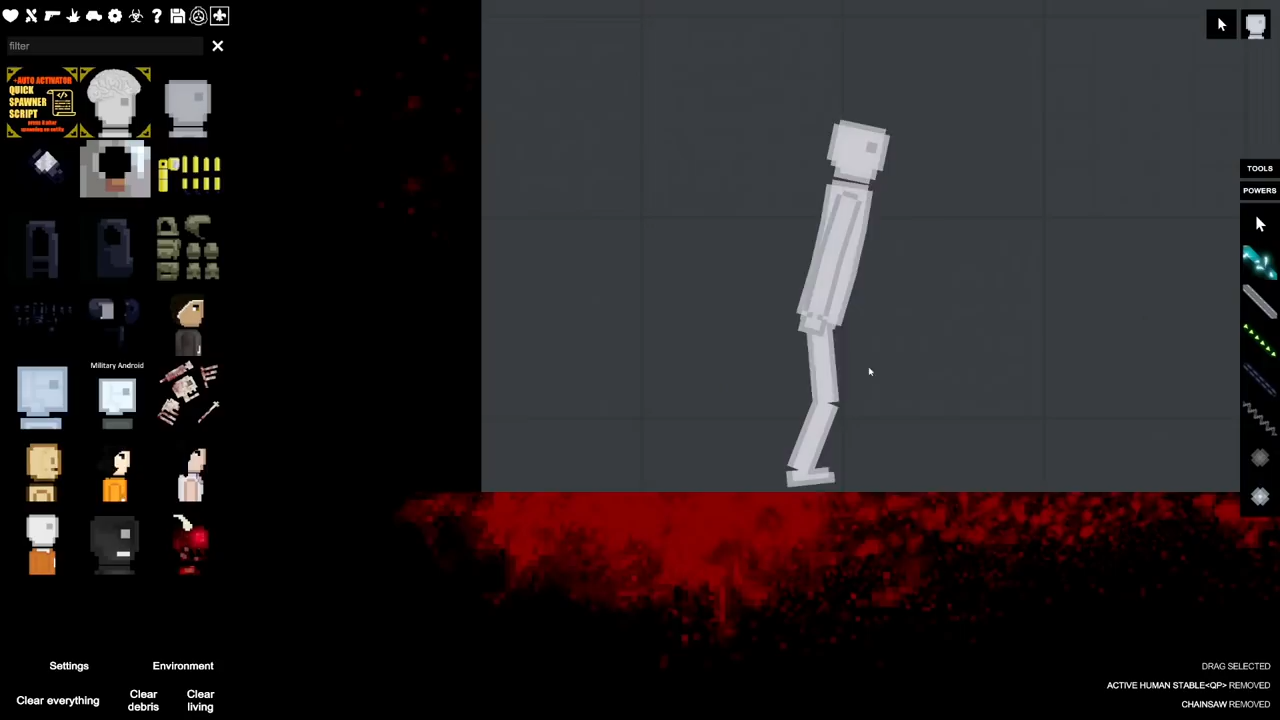 filter
+AUTO ACTIVATOR
QUICK
SPAWNER
SCRIPT
Military Android
Settings
Environment
Clear everything
Clear debris
Clear living
TOOLS
POWERS
DRAG SELECTED
ACTIVE HUMAN STABLE<QP> REMOVED
CHAINSAW REMOVED